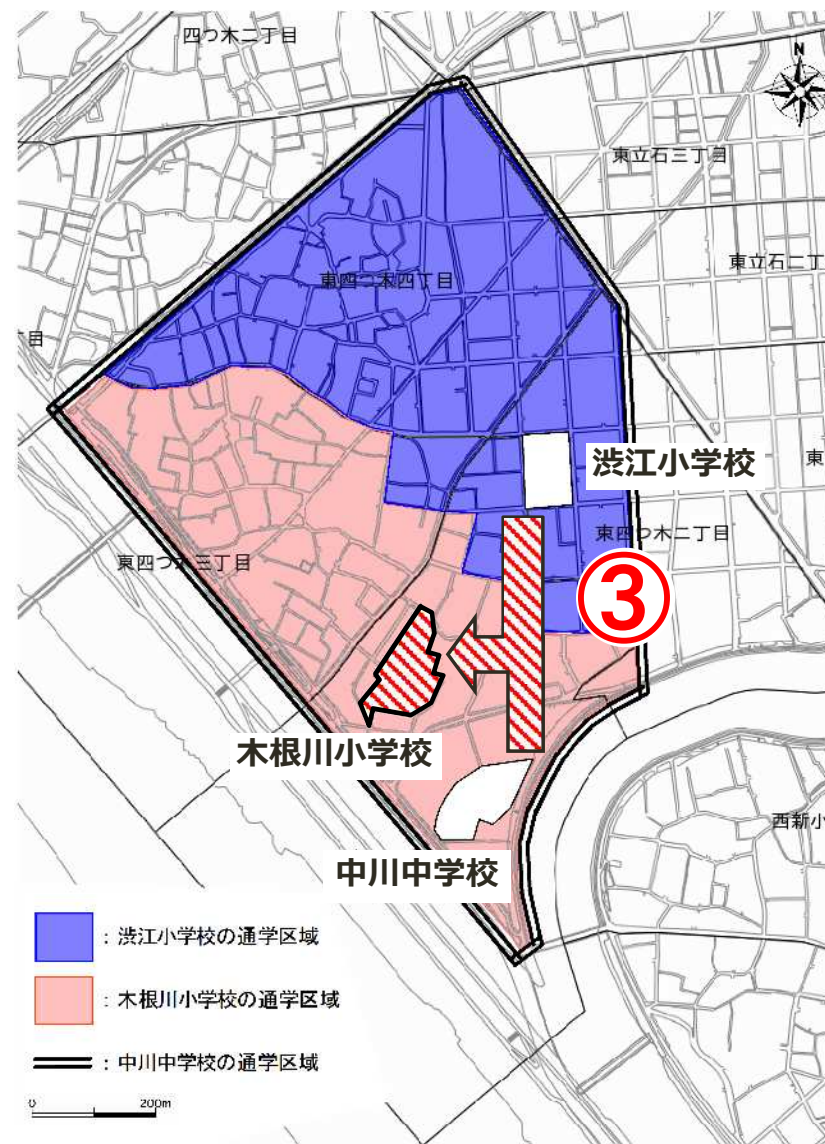 四つ木二丁目
N
東立石三丁目
東立石二丁
東四つ木四丁目
目
渋江小学校
東
東四つ木二丁目
東四つ木三丁目
③
木根川小学校
西新小
中川中学校
：渋江小学校の通学区域
：木根川小学校の通学区域
：中川中学校の通学区域
0 200m